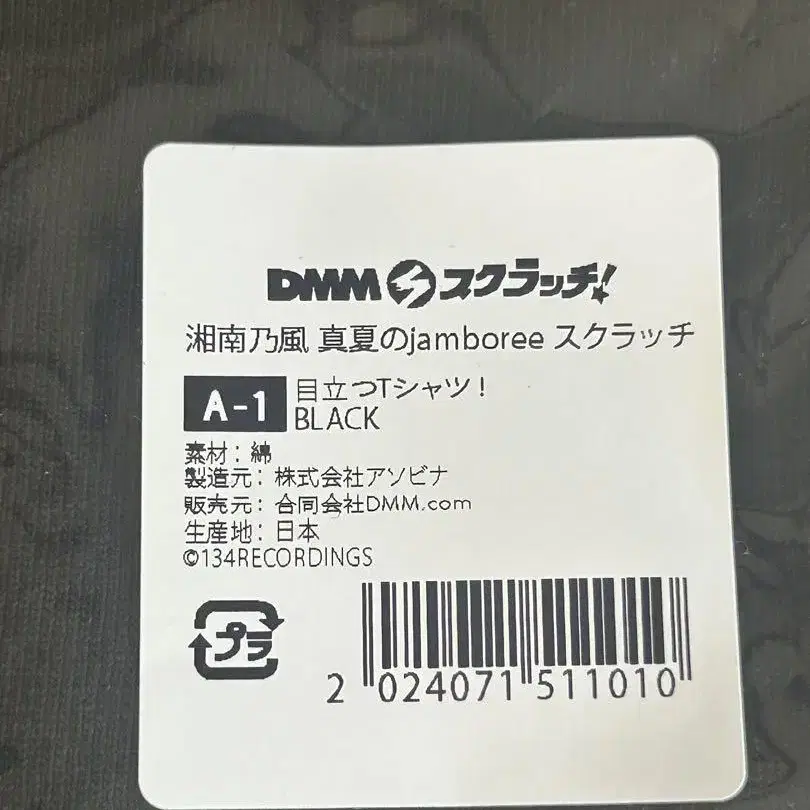 DMMスクラッチ!
湘南乃風 真夏のjamboree スクラッチ
A-1 目立つTシャツ!
BLACK
素材：綿
製造元：株式会社アソビナ
販売元：合同会社DMM.com
生産地：日本
©134RECORDINGS
プラ
2 024071 511010